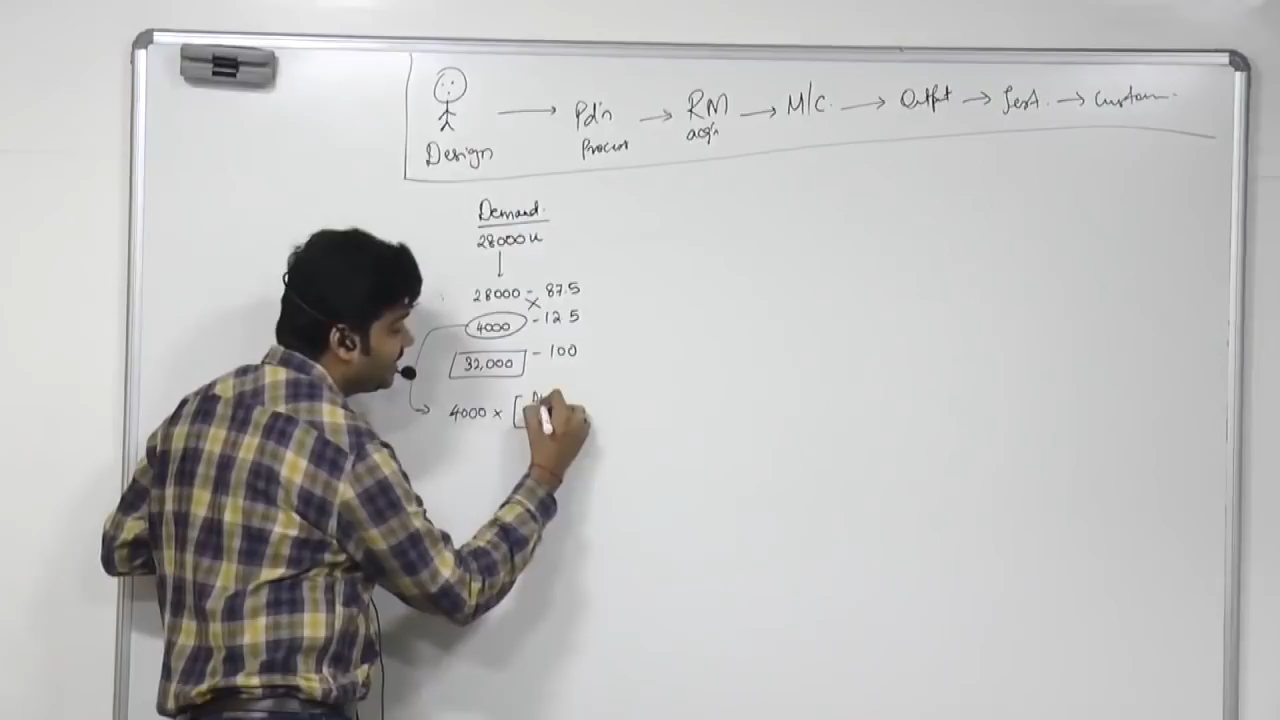 Design → Pd'n Process → RM acq'n → M/C. → Output → Test. → Custom.
Demand.
28000 u
28000 - 87.5
×
4000 - 12.5
32,000 - 100
4000 × [